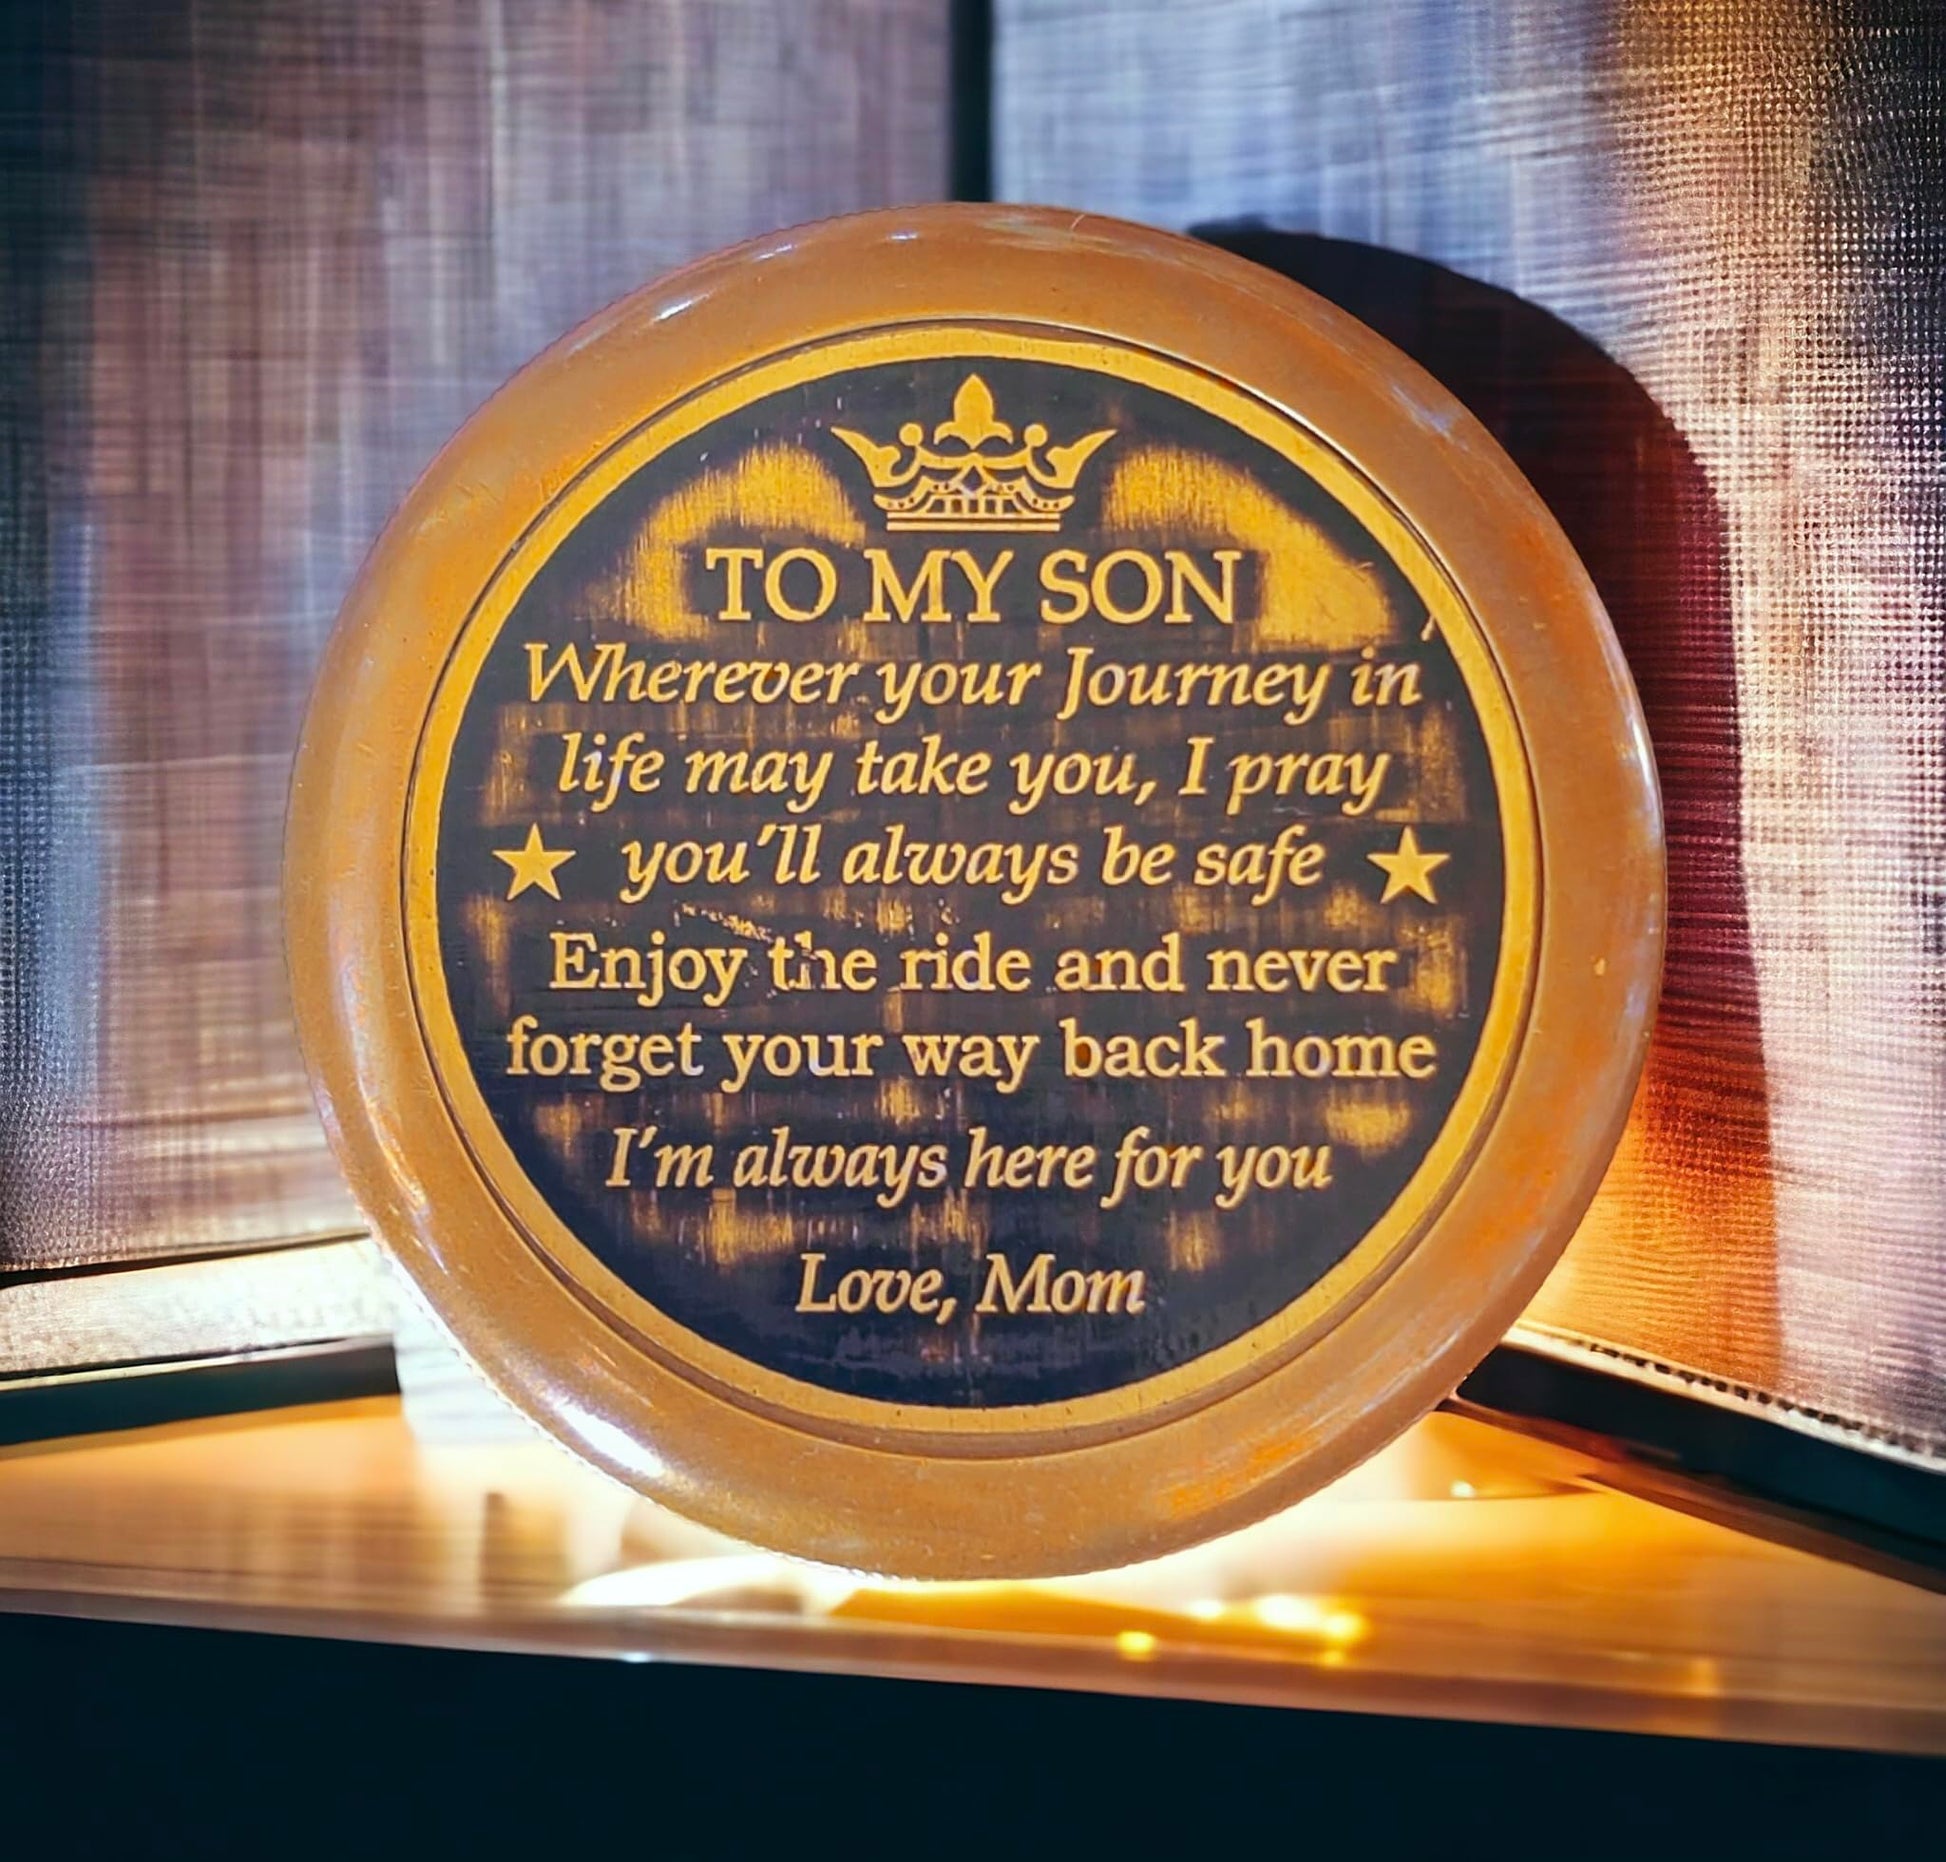 TO MY SON
Wherever your Journey in
life may take you, I pray
you'll always be safe
Enjoy the ride and never
forget your way back home
I'm always here for you
Love, Mom